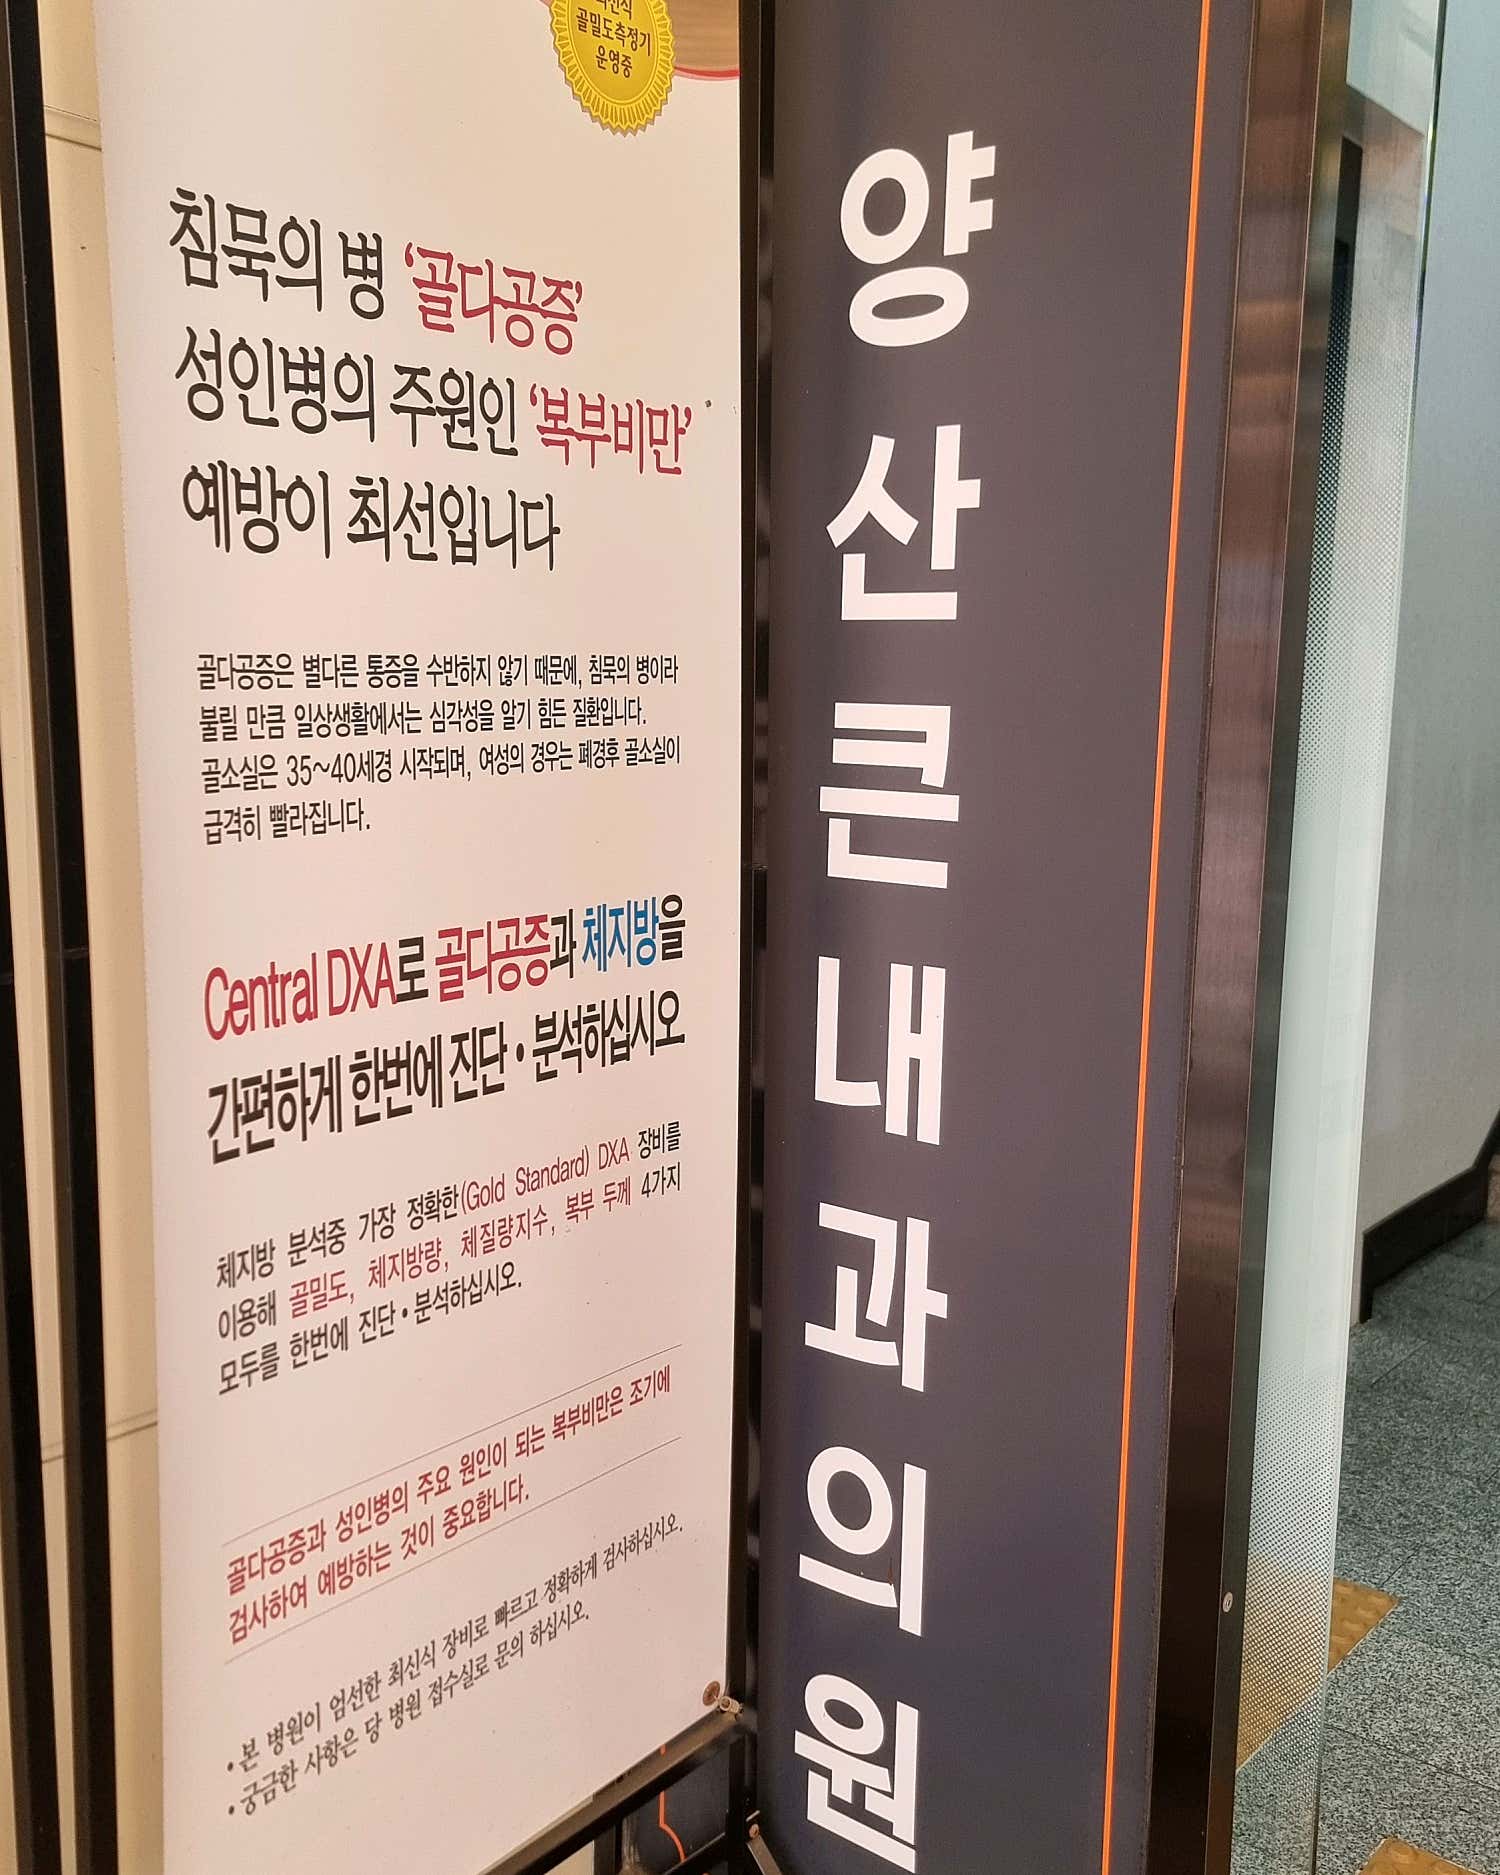 최신식
골밀도측정기
운영중
침묵의 병 ‘골다공증’
성인병의 주원인 ‘복부비만’
예방이 최선입니다
골다공증은 별다른 통증을 수반하지 않기 때문에, 침묵의 병이라
불릴 만큼 일상생활에서는 심각성을 알기 힘든 질환입니다.
골소실은 35~40세경 시작되며, 여성의 경우는 폐경후 골소실이
급격히 빨라집니다.
Central DXA로 골다공증과 체지방을
간편하게 한번에 진단•분석하십시오
체지방 분석중 가장 정확한(Gold Standard) DXA 장비를
이용해 골밀도, 체지방량, 체질량지수, 복부 두께 4가지
모두를 한번에 진단•분석하십시오.
골다공증과 성인병의 주요 원인이 되는 복부비만은 조기에
검사하여 예방하는 것이 중요합니다.
• 본 병원이 엄선한 최신식 장비로 빠르고 정확하게 검사하십시오.
• 궁금한 사항은 당 병원 접수실로 문의 하십시오.
양산큰내과의원